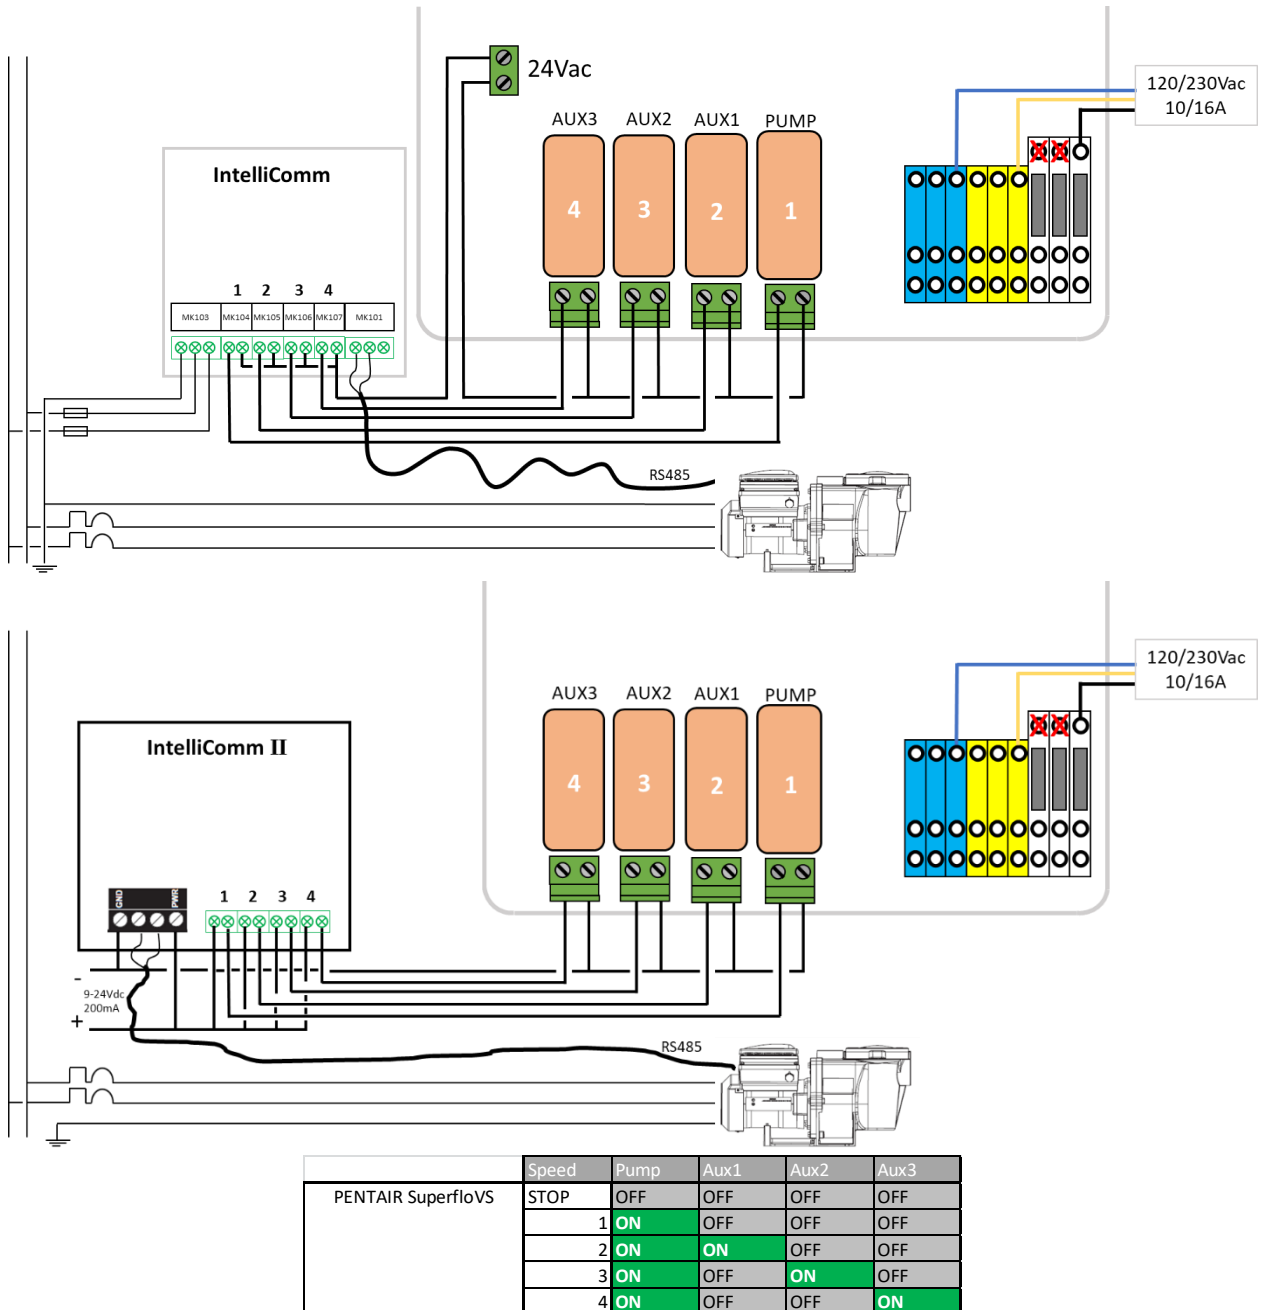 24Vac
120/230Vac
10/16A
AUX3 AUX2 AUX1 PUMP
IntelliComm
4 3 2 1
1 2 3 4
MK103 MK104 MK105 MK106 MK107 MK101
RS485
120/230Vac
10/16A
AUX3 AUX2 AUX1 PUMP
IntelliComm II
4 3 2 1
GND PWR
1 2 3 4
-
9-24Vdc
200mA
+
RS485
Speed Pump Aux1 Aux2 Aux3
PENTAIR SuperfloVS STOP OFF OFF OFF OFF
1 ON OFF OFF OFF
2 ON ON OFF OFF
3 ON OFF ON OFF
4 ON OFF OFF ON